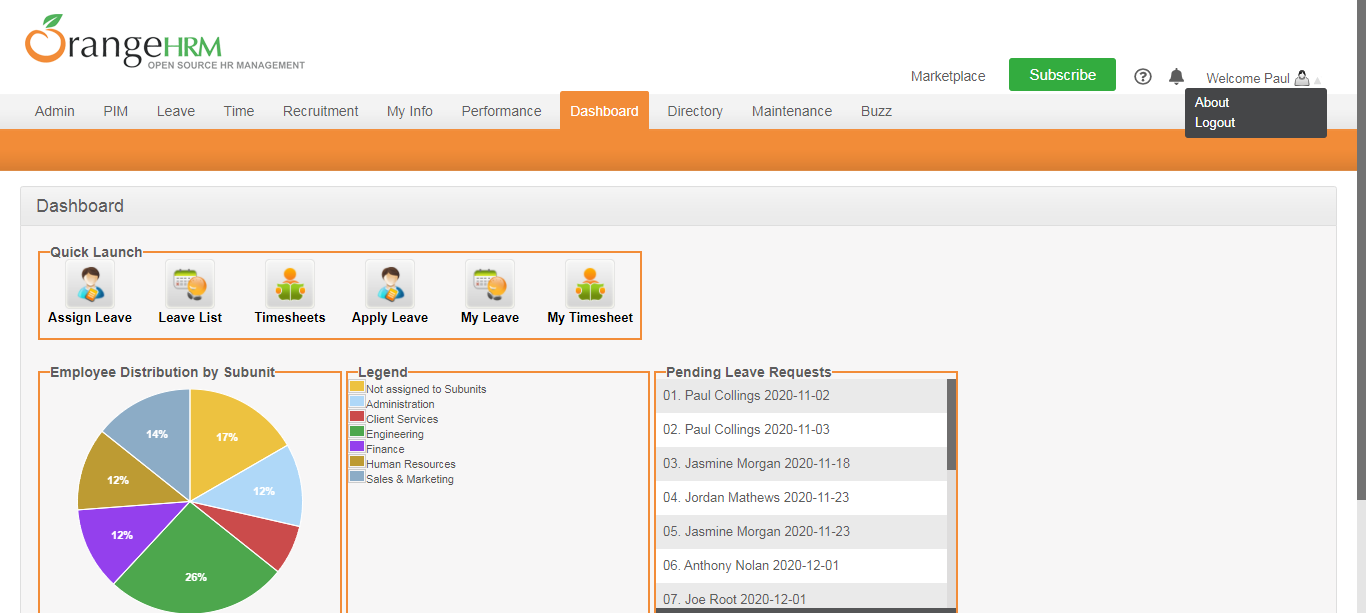 OrangeHRM
OPEN SOURCE HR MANAGEMENT
Marketplace
Subscribe
?
Welcome Paul
About
Logout
Admin PIM Leave Time Recruitment My Info Performance Dashboard Directory Maintenance Buzz
Dashboard
Quick Launch
Assign Leave Leave List Timesheets Apply Leave My Leave My Timesheet
Employee Distribution by Subunit
14%
17%
12%
12%
12%
26%
Legend
Not assigned to Subunits
Administration
Client Services
Engineering
Finance
Human Resources
Sales & Marketing
Pending Leave Requests
01. Paul Collings 2020-11-02
02. Paul Collings 2020-11-03
03. Jasmine Morgan 2020-11-18
04. Jordan Mathews 2020-11-23
05. Jasmine Morgan 2020-11-23
06. Anthony Nolan 2020-12-01
07. Joe Root 2020-12-01